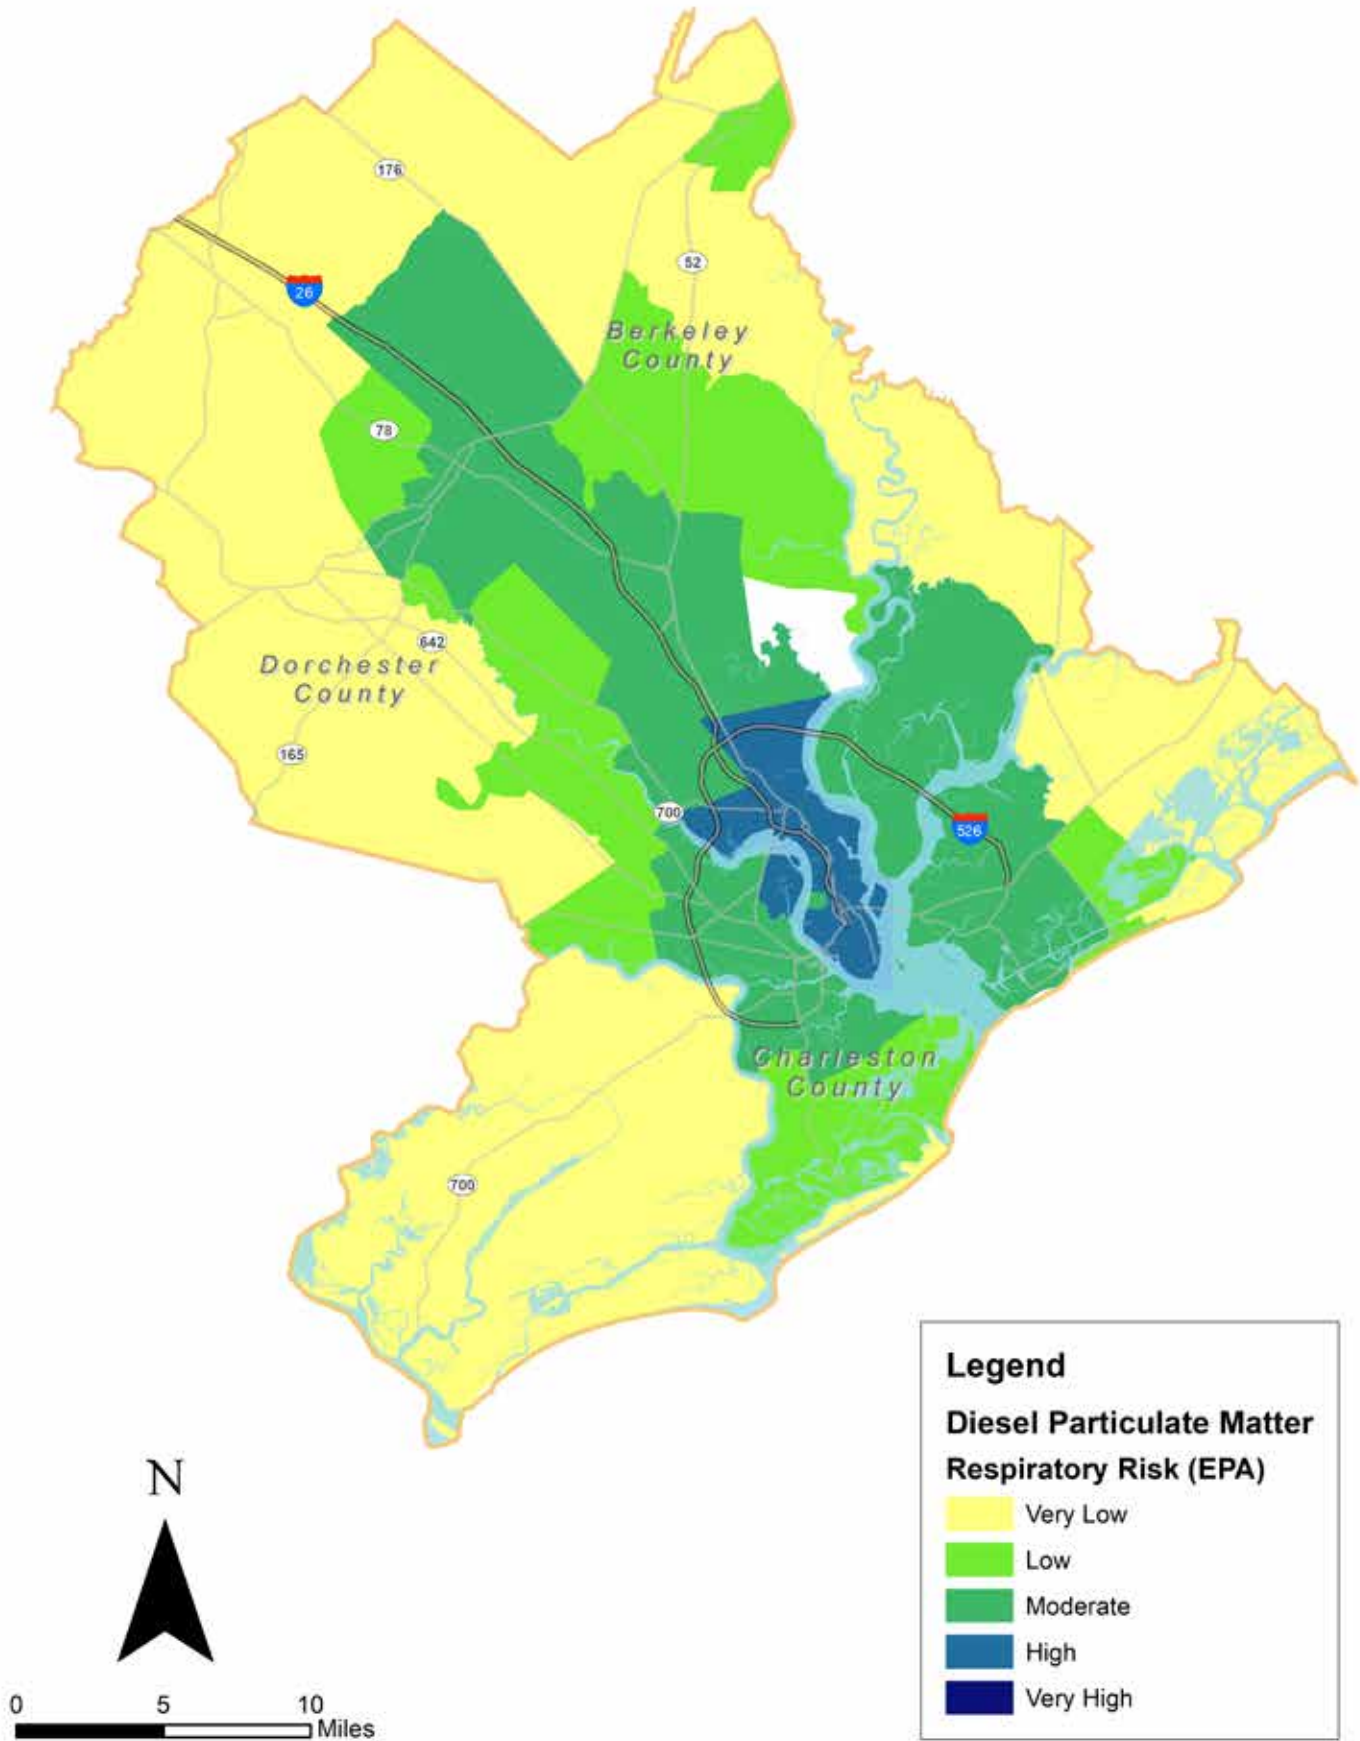 176
26
52
Berkeley
County
78
642
Dorchester
County
165
700
526
Charleston
County
700
Legend
Diesel Particulate Matter
Respiratory Risk (EPA)
Very Low
Low
Moderate
High
Very High
N
0 5 10
Miles